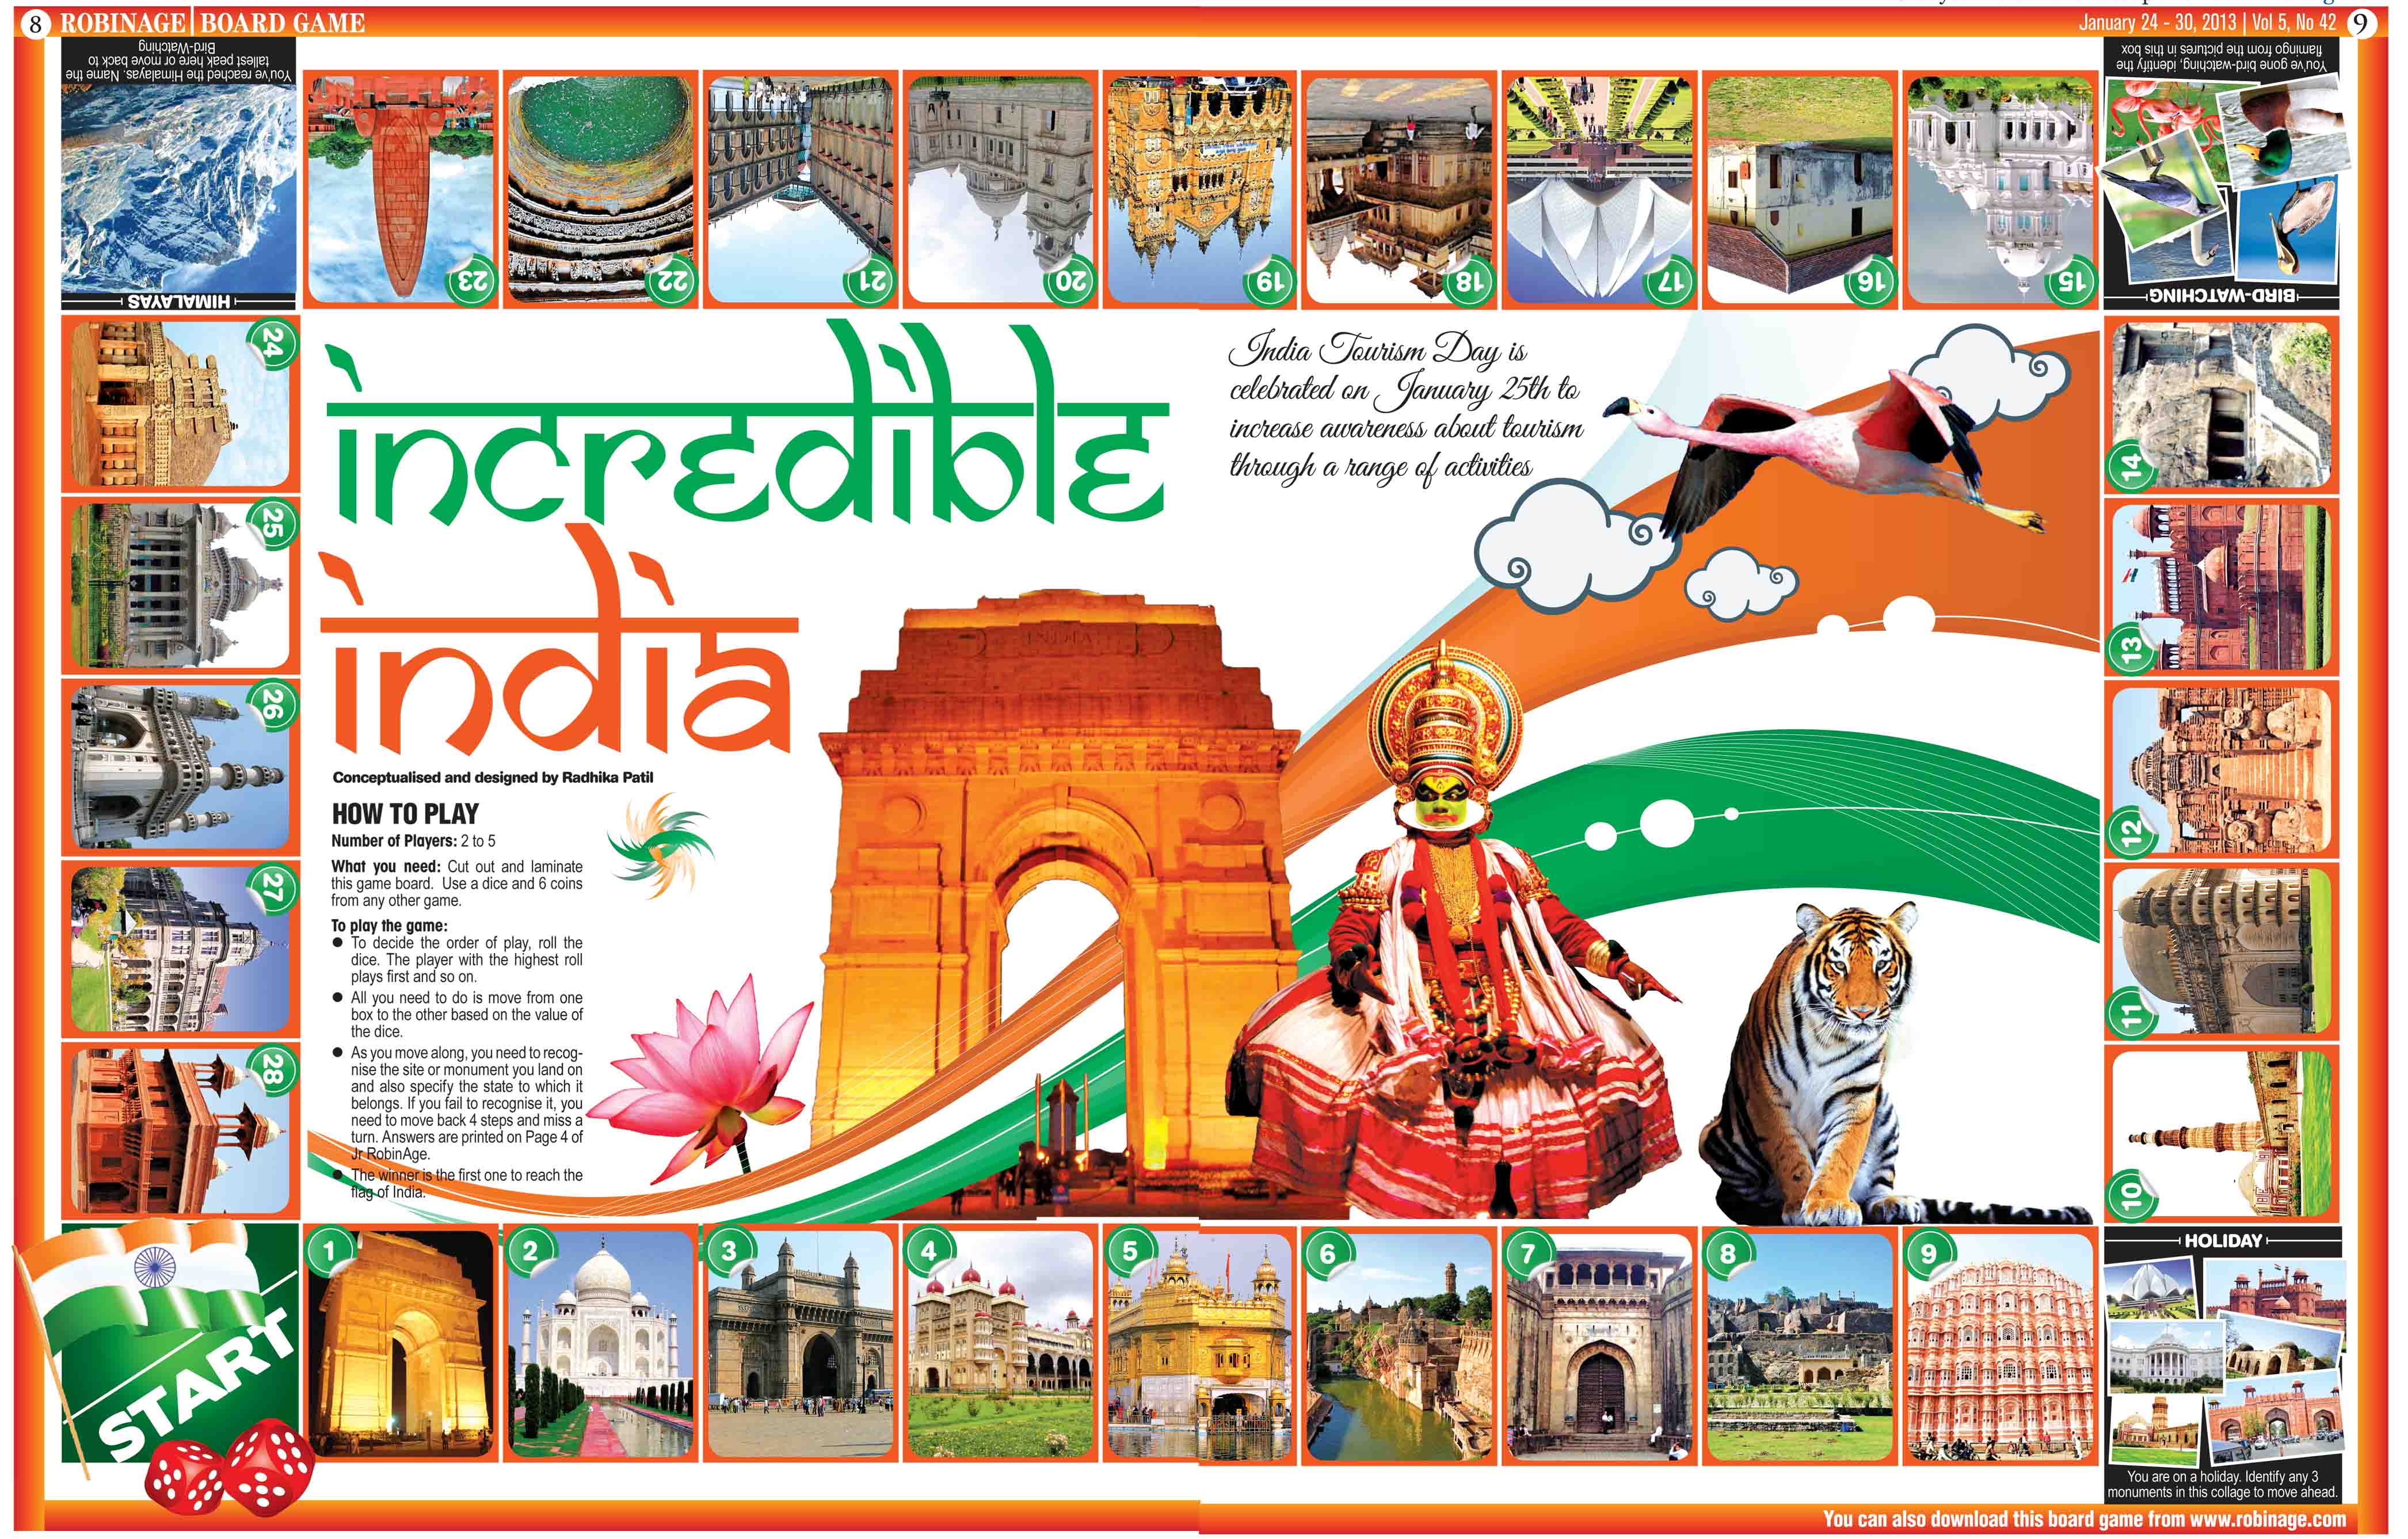 8 ROBINAGE BOARD GAME
January 24 - 30, 2013 | Vol 5, No 42 9
You've reached the Himalayas. Name the
tallest peak here or move back to
Bird-Watching
HIMALAYAS
23
22
21
20
19
18
17
16
15
You've gone bird-watching, identify the
flamingo from the pictures in this box
BIRD-WATCHING
24
25
26
27
28
incredible
india
India Tourism Day is
celebrated on January 25th to
increase awareness about tourism
through a range of activities
INDIA
Conceptualised and designed by Radhika Patil
HOW TO PLAY
Number of Players: 2 to 5
What you need: Cut out and laminate
this game board. Use a dice and 6 coins
from any other game.
To play the game:
● To decide the order of play, roll the
dice. The player with the highest roll
plays first and so on.
● All you need to do is move from one
box to the other based on the value of
the dice.
● As you move along, you need to recog-
nise the site or monument you land on
and also specify the state to which it
belongs. If you fail to recognise it, you
need to move back 4 steps and miss a
turn. Answers are printed on Page 4 of
Jr RobinAge.
● The winner is the first one to reach the
flag of India.
14
13
12
11
10
START
1
2
3
4
5
6
7
8
9
HOLIDAY
You are on a holiday. Identify any 3
monuments in this collage to move ahead.
You can also download this board game from www.robinage.com